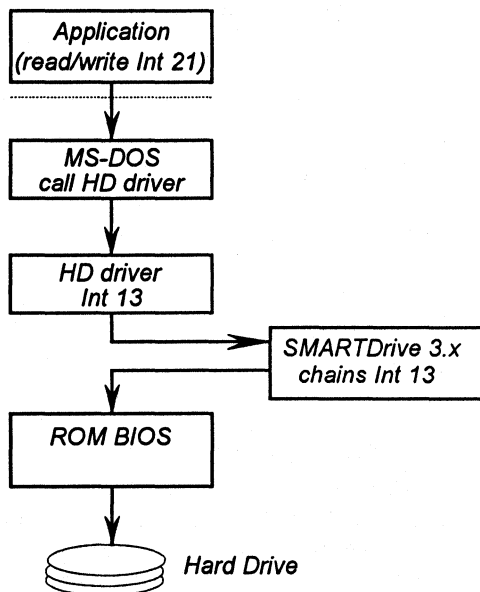 Application
(read/write Int 21)
MS-DOS
call HD driver
HD driver
Int 13
SMARTDrive 3.x
chains Int 13
ROM BIOS
Hard Drive